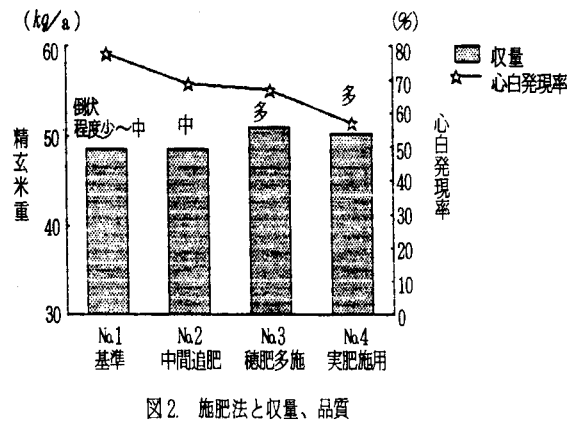 (kg/a)
(%)
60
50
40
30
精玄米重
80
70
60
50
40
30
20
10
0
心白発現率
収量
心白発現率
倒伏
程度少～中
中
多
多
No.1
No.2
No.3
No.4
基準
中間追肥
穂肥多施
実肥施用
図2. 施肥法と収量、品質